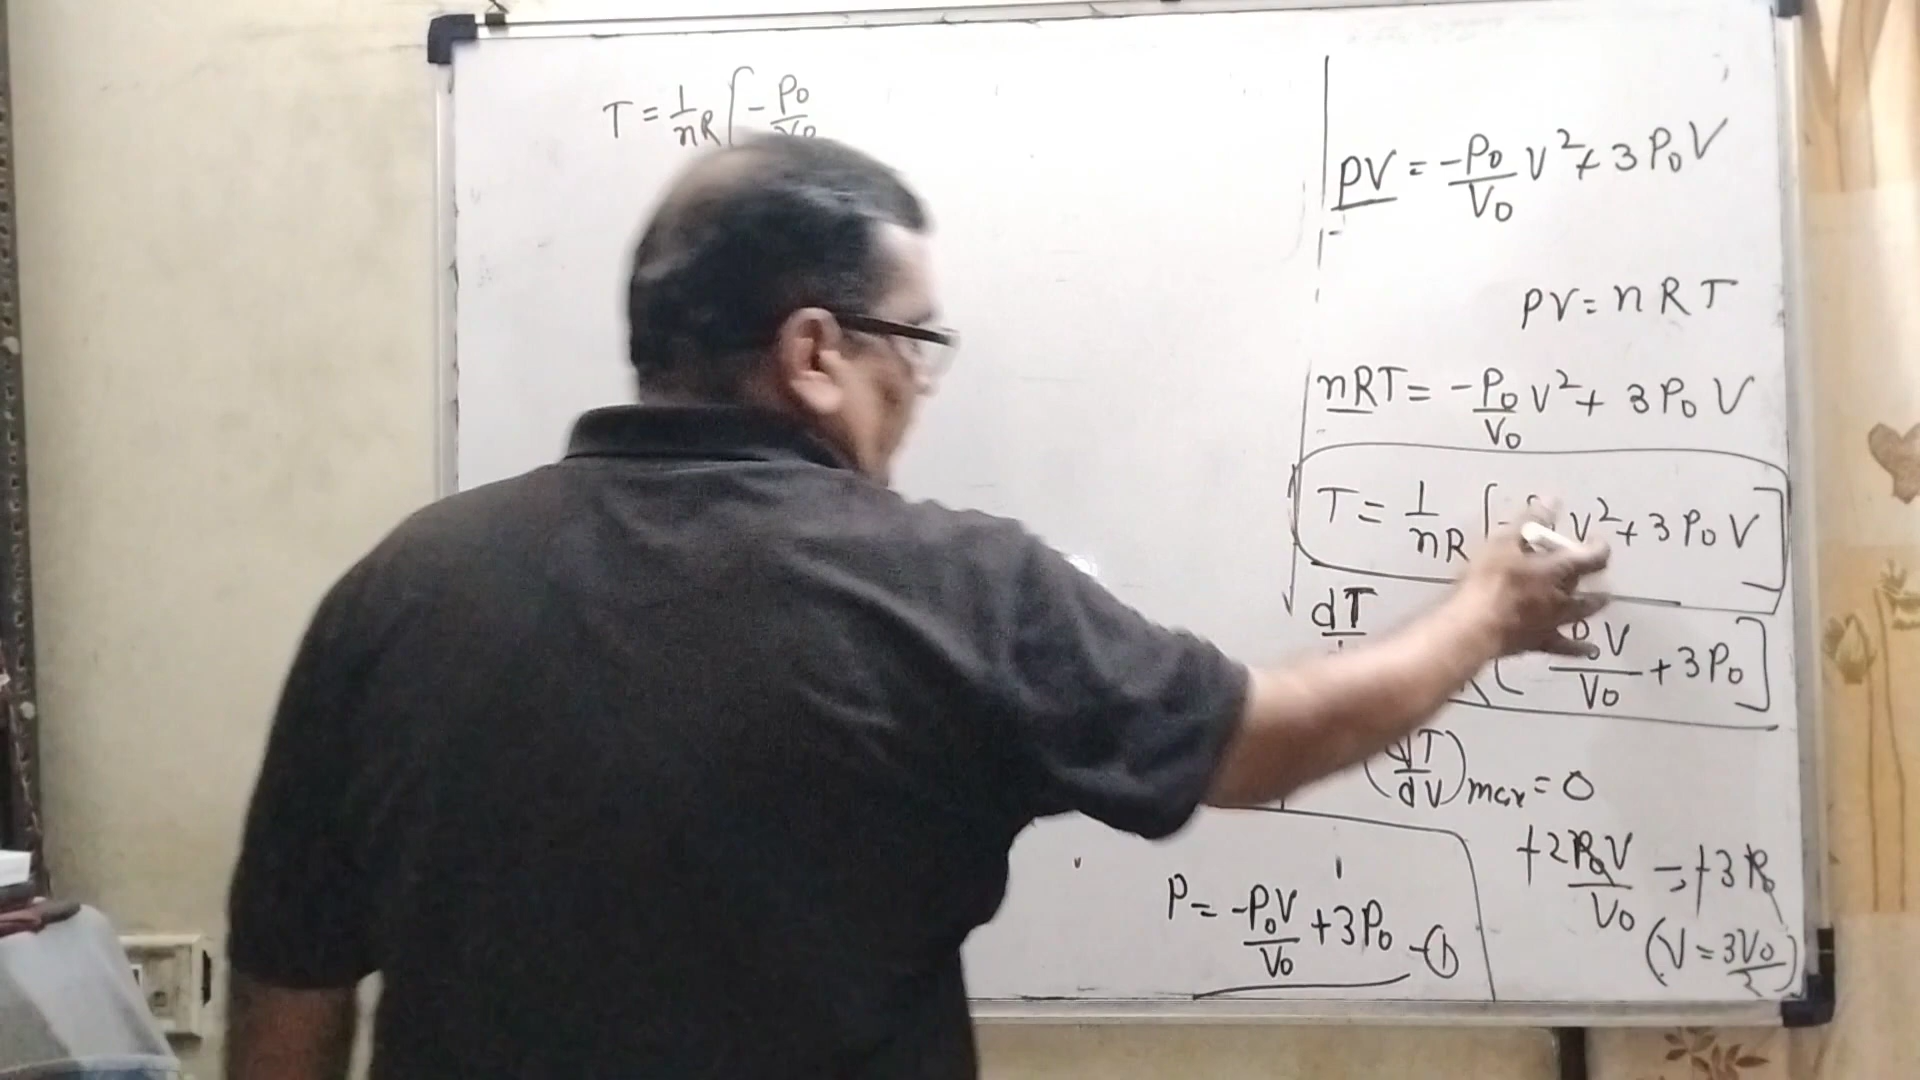 T = 1/nR [ - P0/V0
PV = -P0/V0 V² + 3P0V
PV = nRT
nRT = -P0/V0 V² + 3P0V
T = 1/nR [ - V² + 3P0V ]
dT [ V/V0 + 3P0 ]
(dT/dV)max = 0
+2P0V/V0 = +3P0
(V = 3V0/2)
P = -P0V/V0 + 3P0 - ①